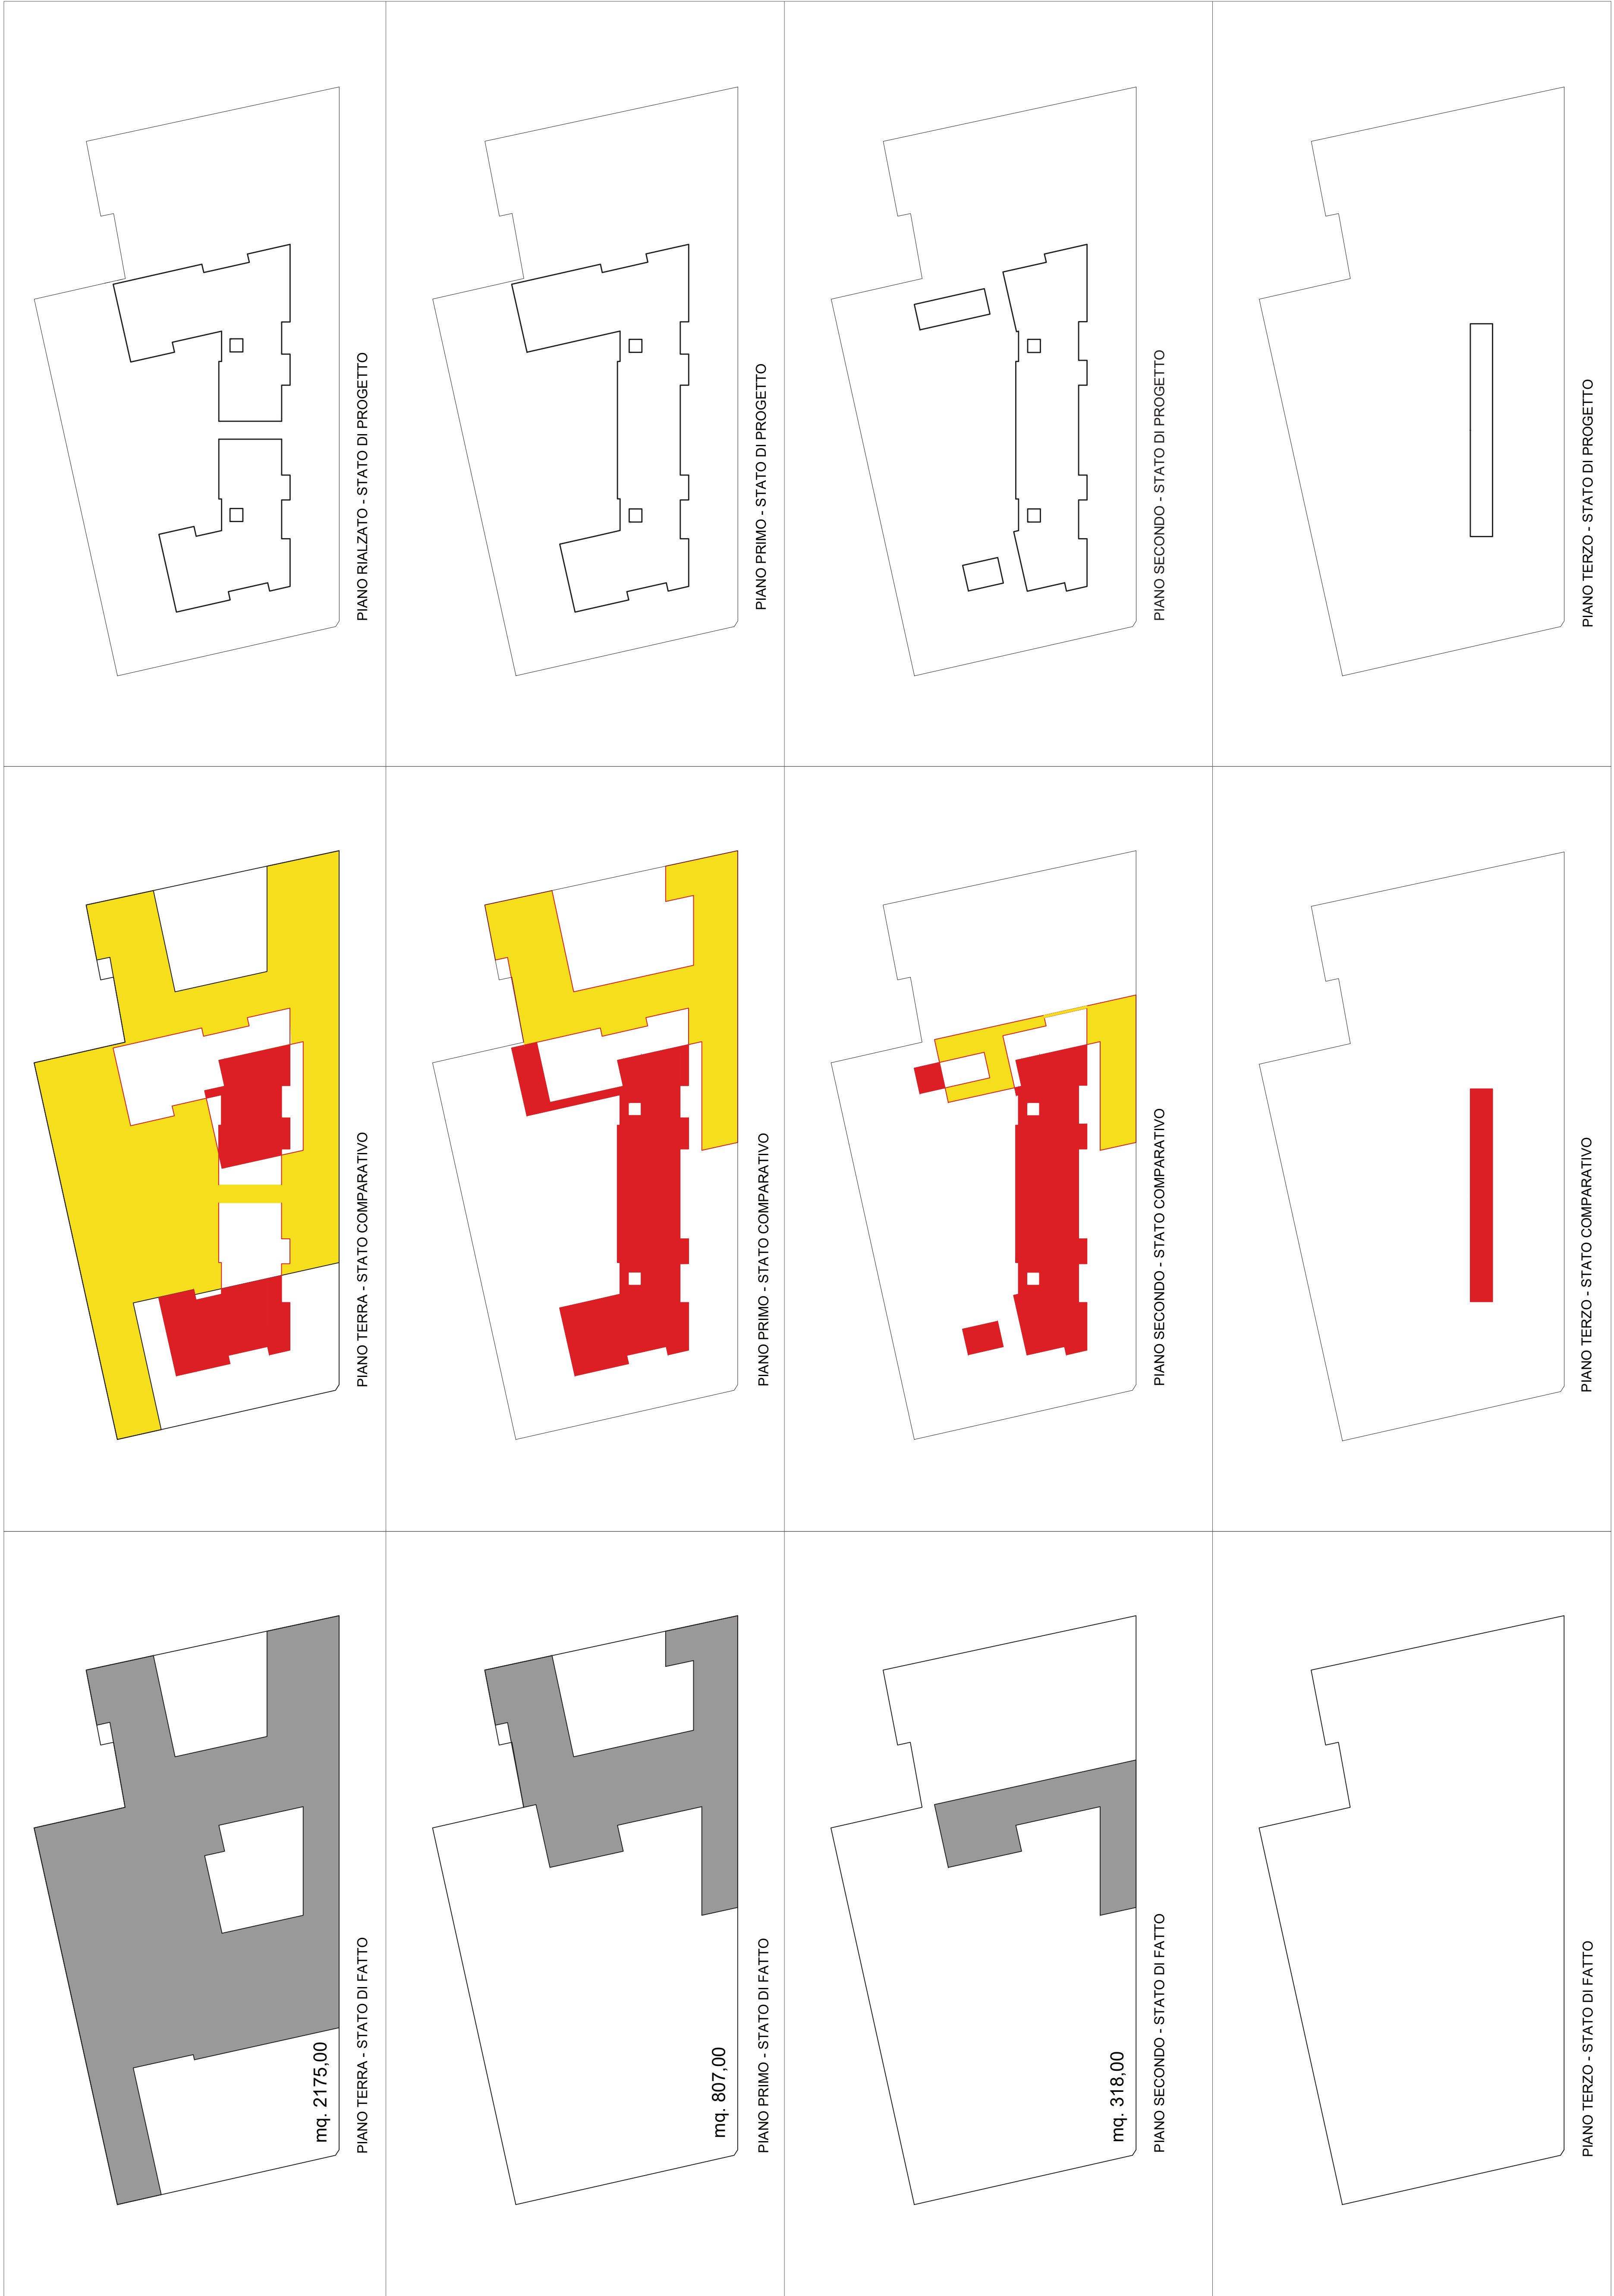 mq. 2175,00
PIANO TERRA - STATO DI FATTO
PIANO TERRA - STATO COMPARATIVO
PIANO RIALZATO - STATO DI PROGETTO
mq. 807,00
PIANO PRIMO - STATO DI FATTO
PIANO PRIMO - STATO COMPARATIVO
PIANO PRIMO - STATO DI PROGETTO
mq. 318,00
PIANO SECONDO - STATO DI FATTO
PIANO SECONDO - STATO COMPARATIVO
PIANO SECONDO - STATO DI PROGETTO
PIANO TERZO - STATO DI FATTO
PIANO TERZO - STATO COMPARATIVO
PIANO TERZO - STATO DI PROGETTO